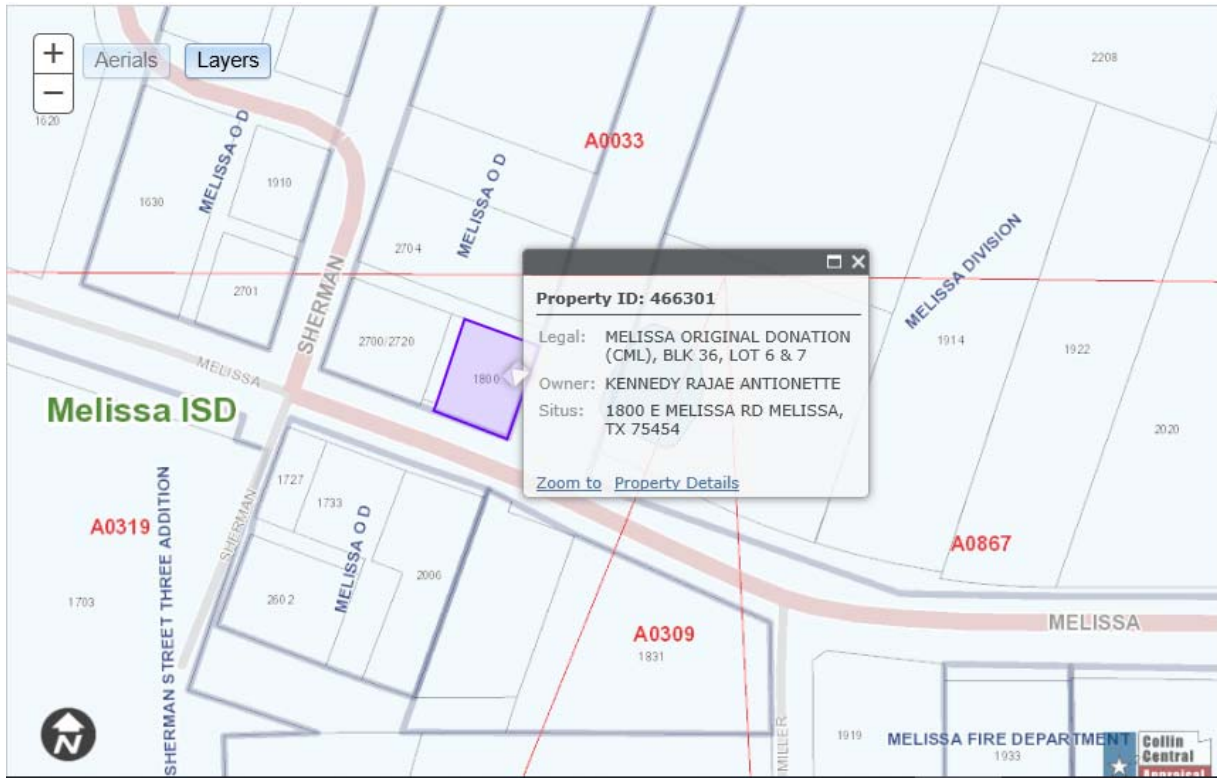 +
Aerials
Layers
−
2208
1620
A0033
MELISSA O D
1910
MELISSA O D
1630
2704
MELISSA DIVISION
2701
SHERMAN
Property ID: 466301
Legal: MELISSA ORIGINAL DONATION
(CML), BLK 36, LOT 6 & 7
Owner: KENNEDY RAJAE ANTIONETTE
Situs: 1800 E MELISSA RD MELISSA,
TX 75454
Zoom to Property Details
2700/2720
1914
1922
MELISSA
1800
Melissa ISD
2020
1727
1733
SHERMAN
MELISSA O D
A0319
SHERMAN STREET THREE ADDITION
A0867
2006
1703
2602
A0309
1831
MELISSA
N
MILLER
1919
MELISSA FIRE DEPARTMENT
1933
Collin
Central
Appraisal